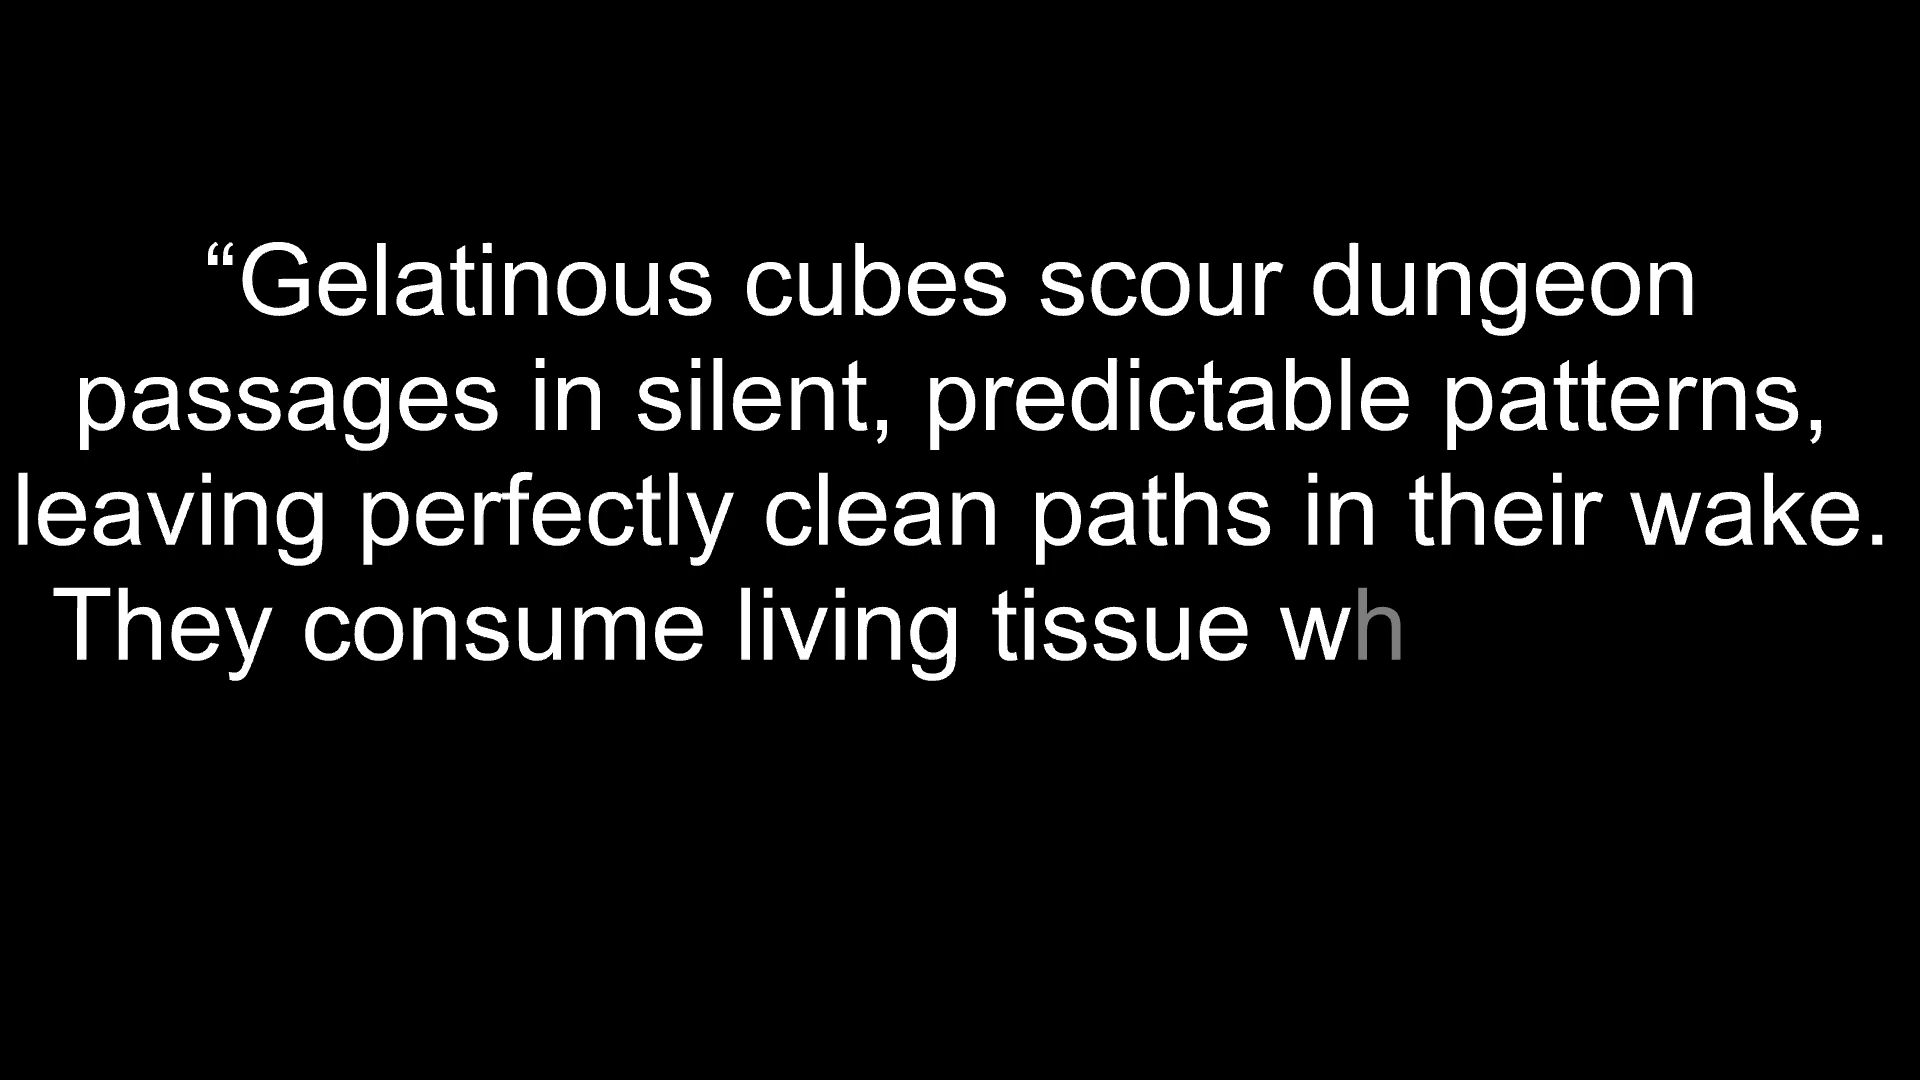 “Gelatinous cubes scour dungeon
passages in silent, predictable patterns,
leaving perfectly clean paths in their wake.
They consume living tissue wh